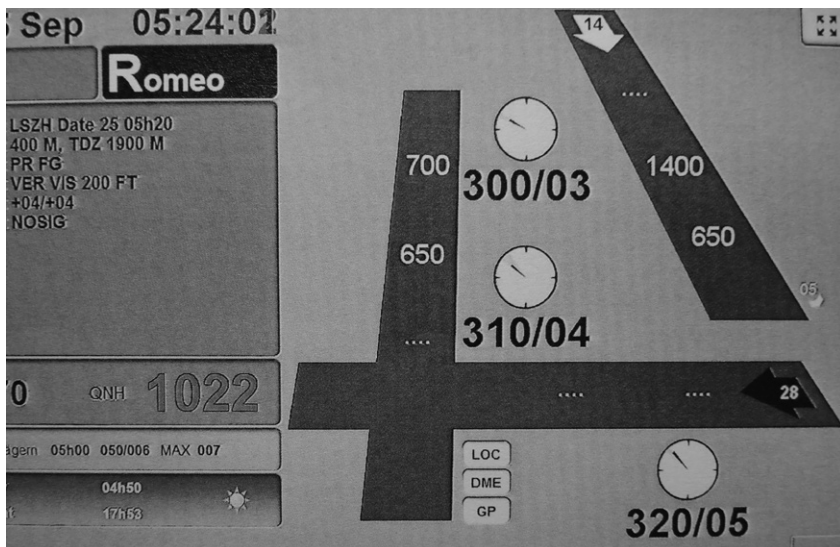 Sep 05:24:02
Romeo
LSZH Date 25 05h20
400 M, TDZ 1900 M
PR FG
VER VIS 200 FT
+04/+04
NOSIG
QNH 1022
05h00 050/006 MAX 007
04h50
17h53
14
700
300/03
1400
650
650
310/04
05
....
....
.... ....
28
LOC
DME
GP
320/05